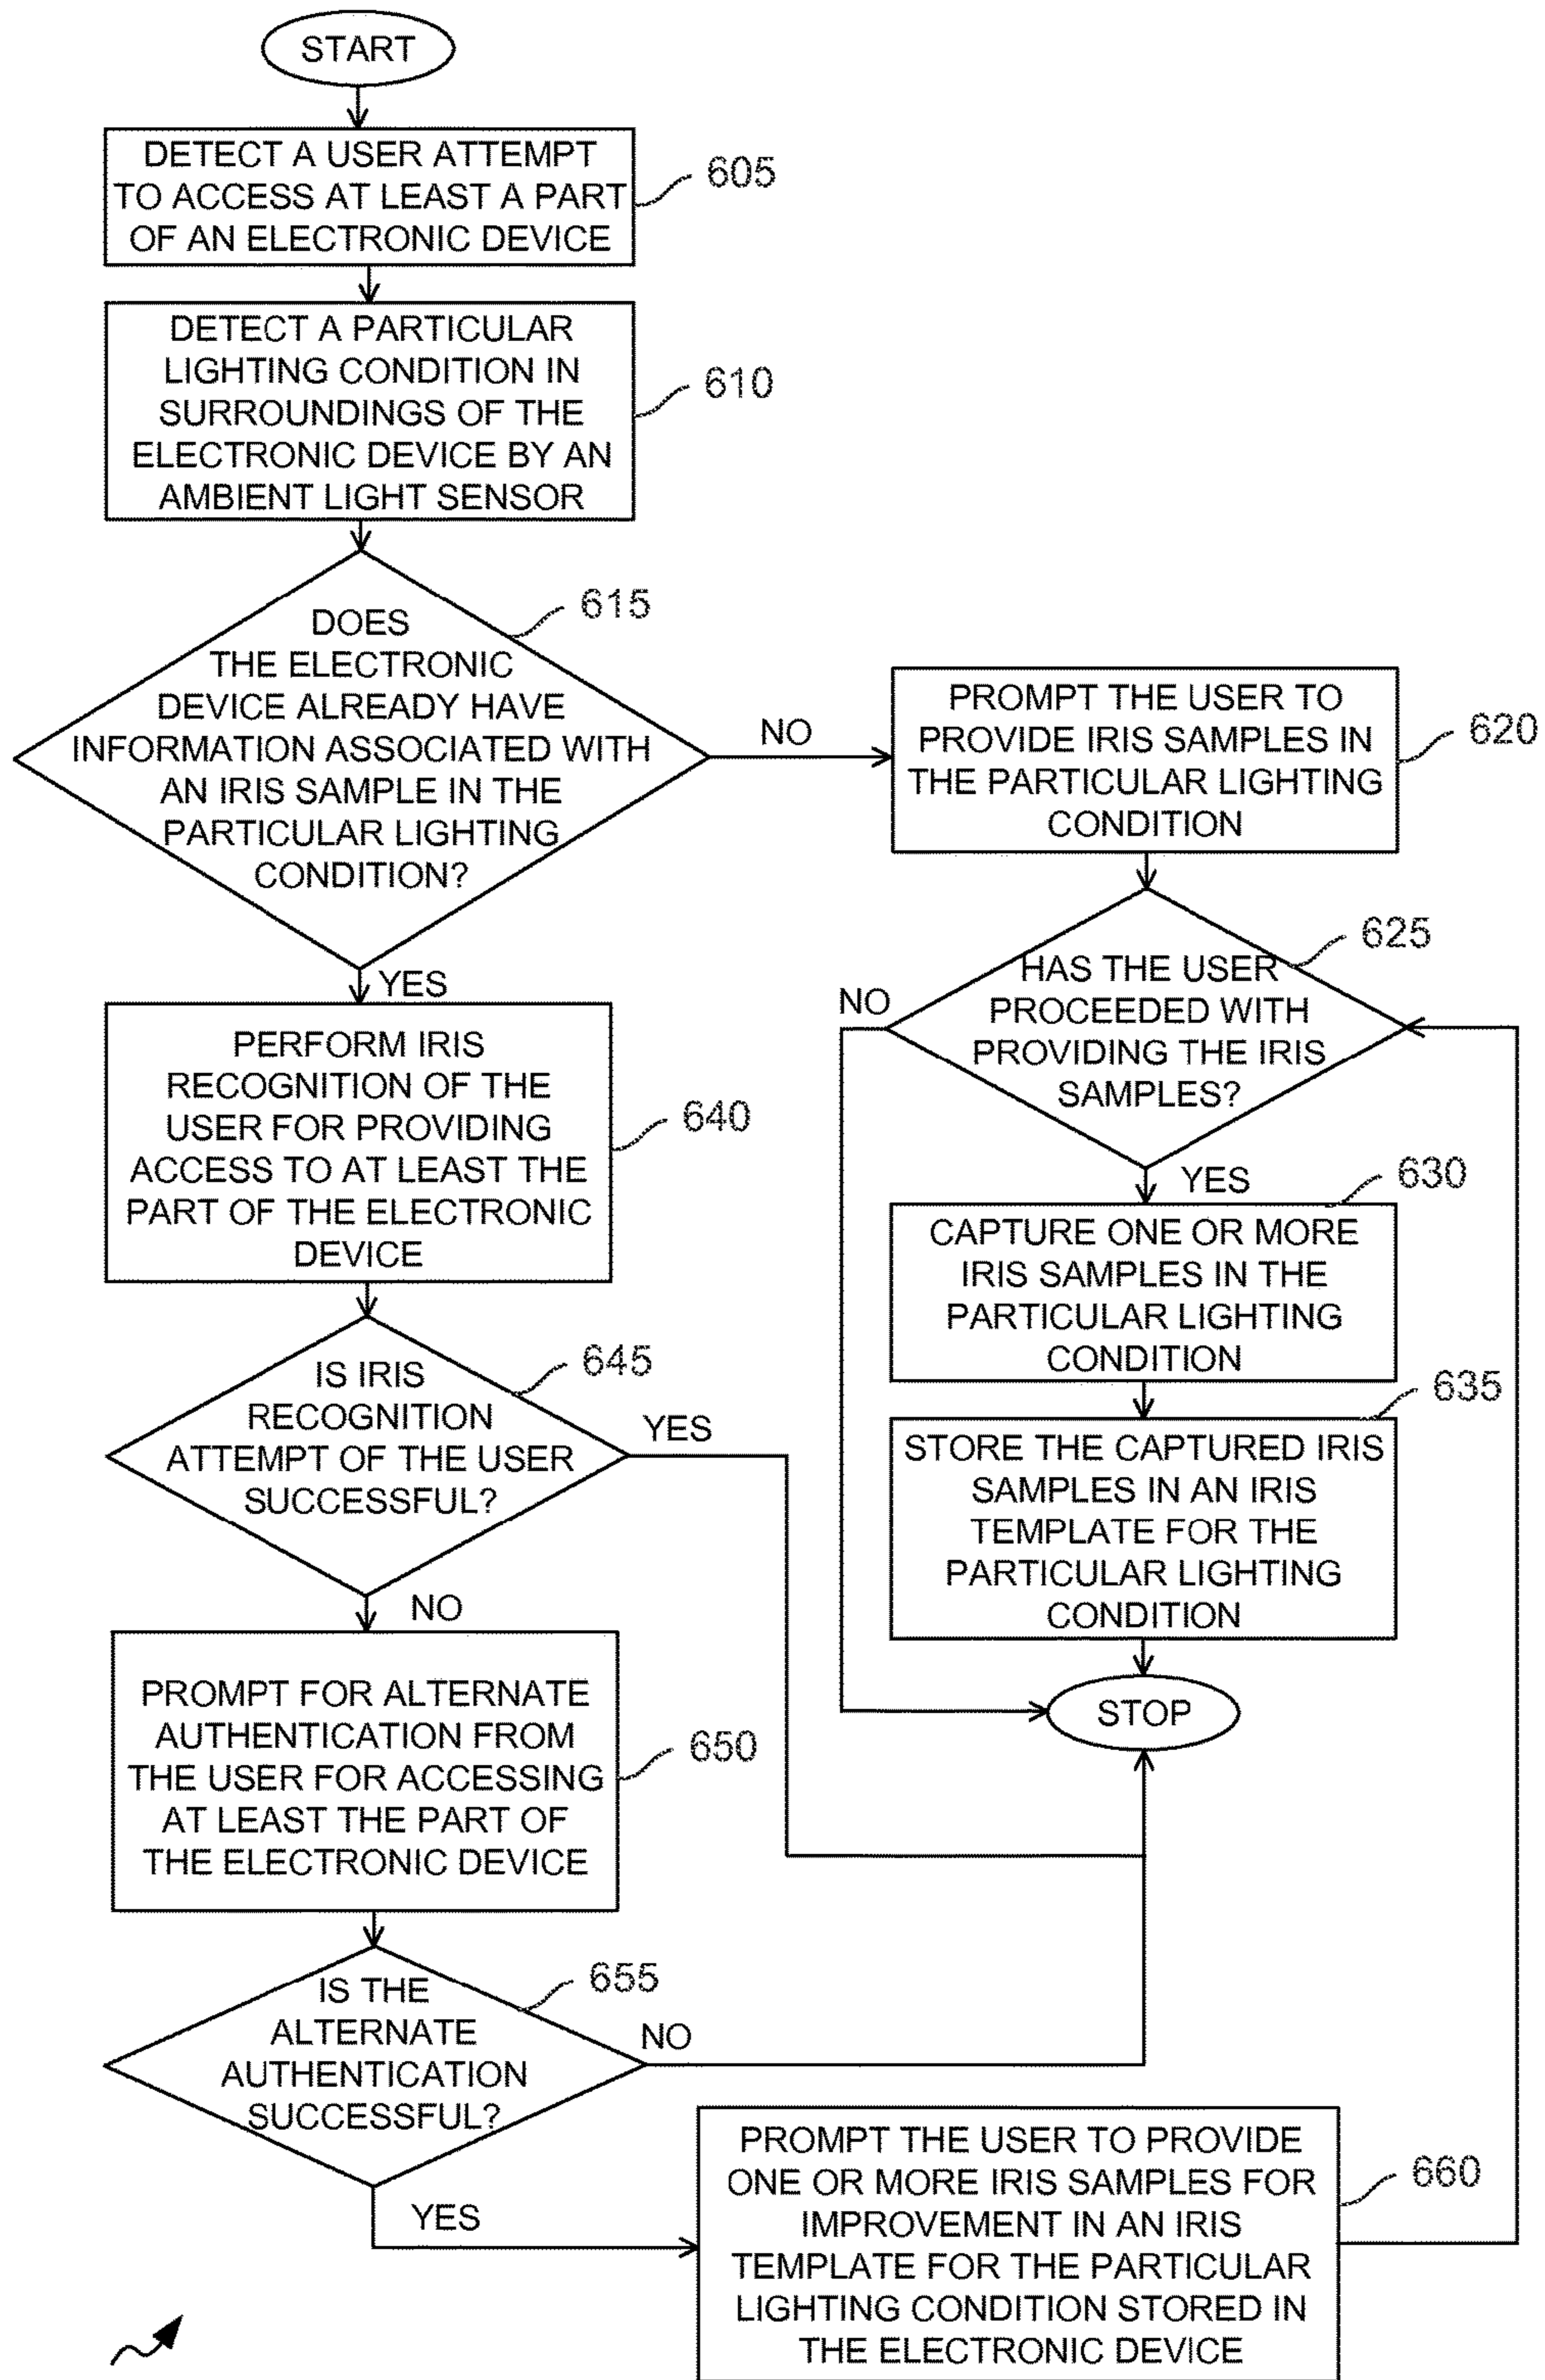 START
DETECT A USER ATTEMPT
TO ACCESS AT LEAST A PART
OF AN ELECTRONIC DEVICE
605
DETECT A PARTICULAR
LIGHTING CONDITION IN
SURROUNDINGS OF THE
ELECTRONIC DEVICE BY AN
AMBIENT LIGHT SENSOR
610
DOES
THE ELECTRONIC
DEVICE ALREADY HAVE
INFORMATION ASSOCIATED WITH
AN IRIS SAMPLE IN THE
PARTICULAR LIGHTING
CONDITION?
615
NO
PROMPT THE USER TO
PROVIDE IRIS SAMPLES IN
THE PARTICULAR LIGHTING
CONDITION
620
HAS THE USER
PROCEEDED WITH
PROVIDING THE IRIS
SAMPLES?
625
NO
YES
CAPTURE ONE OR MORE
IRIS SAMPLES IN THE
PARTICULAR LIGHTING
CONDITION
630
STORE THE CAPTURED IRIS
SAMPLES IN AN IRIS
TEMPLATE FOR THE
PARTICULAR LIGHTING
CONDITION
635
STOP
YES
PERFORM IRIS
RECOGNITION OF THE
USER FOR PROVIDING
ACCESS TO AT LEAST THE
PART OF THE ELECTRONIC
DEVICE
640
IS IRIS
RECOGNITION
ATTEMPT OF THE USER
SUCCESSFUL?
645
YES
NO
PROMPT FOR ALTERNATE
AUTHENTICATION FROM
THE USER FOR ACCESSING
AT LEAST THE PART OF
THE ELECTRONIC DEVICE
650
IS THE
ALTERNATE
AUTHENTICATION
SUCCESSFUL?
655
NO
YES
PROMPT THE USER TO PROVIDE
ONE OR MORE IRIS SAMPLES FOR
IMPROVEMENT IN AN IRIS
TEMPLATE FOR THE PARTICULAR
LIGHTING CONDITION STORED IN
THE ELECTRONIC DEVICE
660